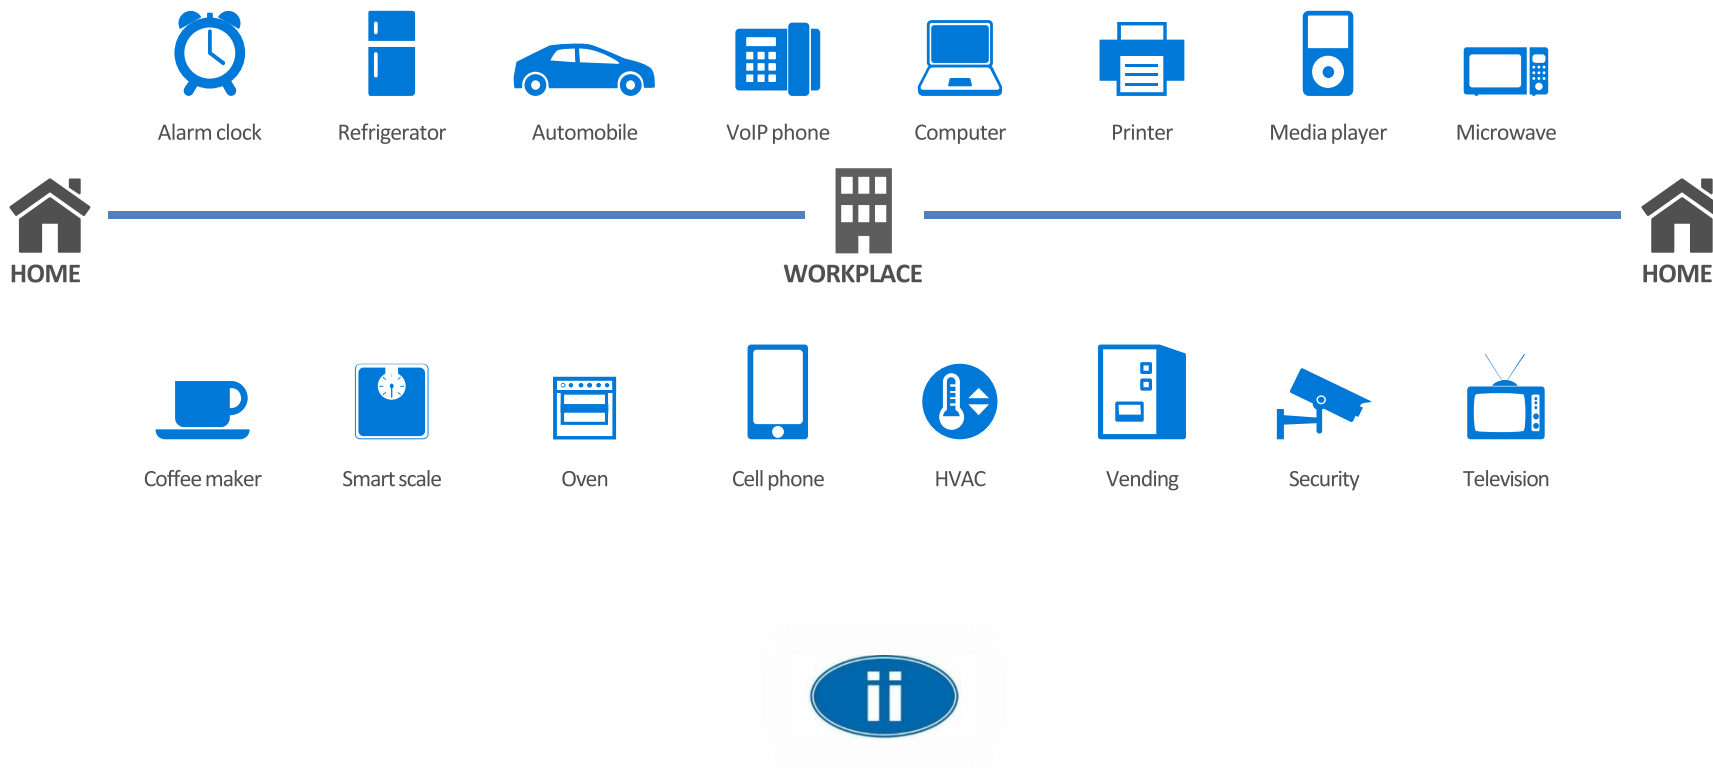 Alarm clock
Refrigerator
Automobile
VoIP phone
Computer
Printer
Media player
Microwave
HOME
WORKPLACE
HOME
Coffee maker
Smart scale
Oven
Cell phone
HVAC
Vending
Security
Television
ii